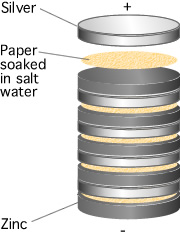 Silver
+
Paper
soaked
in salt
water
Zinc
-